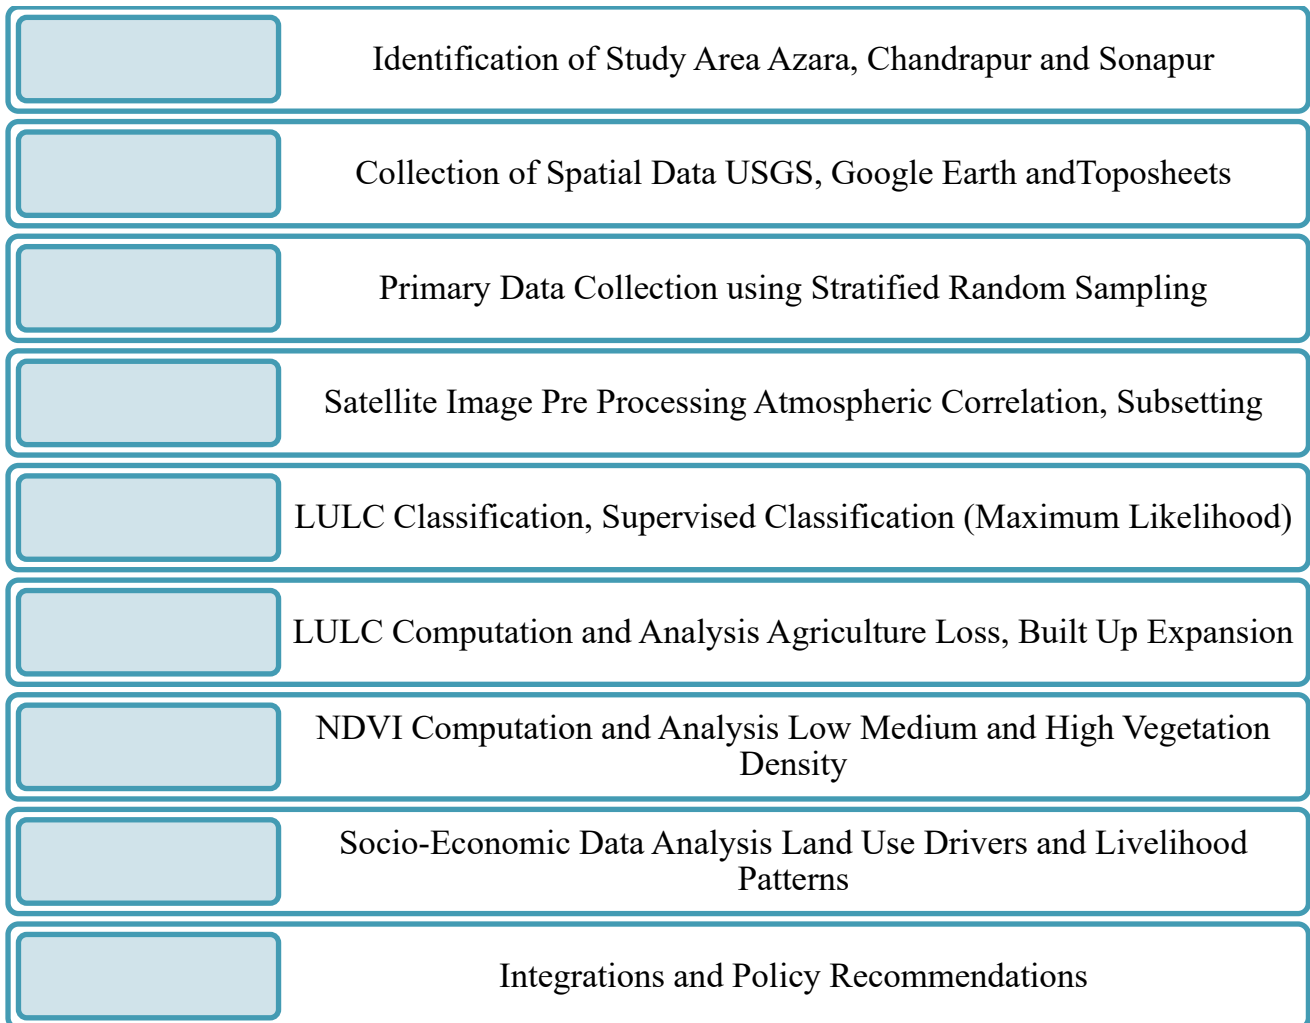 Identification of Study Area Azara, Chandrapur and Sonapur
Collection of Spatial Data USGS, Google Earth andToposheets
Primary Data Collection using Stratified Random Sampling
Satellite Image Pre Processing Atmospheric Correlation, Subsetting
LULC Classification, Supervised Classification (Maximum Likelihood)
LULC Computation and Analysis Agriculture Loss, Built Up Expansion
NDVI Computation and Analysis Low Medium and High Vegetation
Density
Socio-Economic Data Analysis Land Use Drivers and Livelihood
Patterns
Integrations and Policy Recommendations